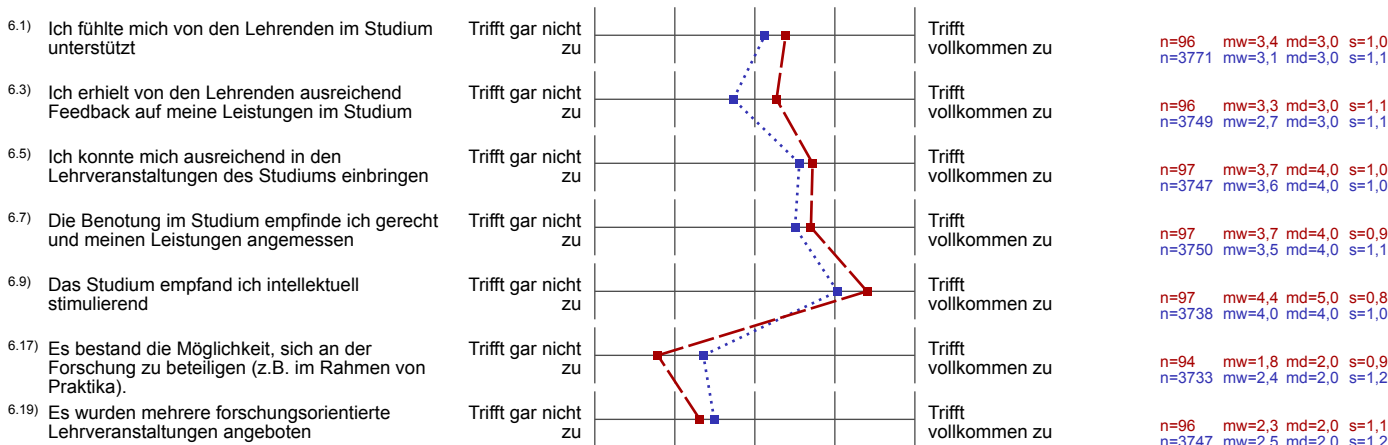 6.1) Ich fühlte mich von den Lehrenden im Studium unterstützt
Trifft gar nicht zu
Trifft vollkommen zu
n=96 mw=3,4 md=3,0 s=1,0
n=3771 mw=3,1 md=3,0 s=1,1
6.3) Ich erhielt von den Lehrenden ausreichend Feedback auf meine Leistungen im Studium
Trifft gar nicht zu
Trifft vollkommen zu
n=96 mw=3,3 md=3,0 s=1,1
n=3749 mw=2,7 md=3,0 s=1,1
6.5) Ich konnte mich ausreichend in den Lehrveranstaltungen des Studiums einbringen
Trifft gar nicht zu
Trifft vollkommen zu
n=97 mw=3,7 md=4,0 s=1,0
n=3747 mw=3,6 md=4,0 s=1,0
6.7) Die Benotung im Studium empfinde ich gerecht und meinen Leistungen angemessen
Trifft gar nicht zu
Trifft vollkommen zu
n=97 mw=3,7 md=4,0 s=0,9
n=3750 mw=3,5 md=4,0 s=1,1
6.9) Das Studium empfand ich intellektuell stimulierend
Trifft gar nicht zu
Trifft vollkommen zu
n=97 mw=4,4 md=5,0 s=0,8
n=3738 mw=4,0 md=4,0 s=1,0
6.17) Es bestand die Möglichkeit, sich an der Forschung zu beteiligen (z.B. im Rahmen von Praktika).
Trifft gar nicht zu
Trifft vollkommen zu
n=94 mw=1,8 md=2,0 s=0,9
n=3733 mw=2,4 md=2,0 s=1,2
6.19) Es wurden mehrere forschungsorientierte Lehrveranstaltungen angeboten
Trifft gar nicht zu
Trifft vollkommen zu
n=96 mw=2,3 md=2,0 s=1,1
n=3747 mw=2,5 md=2,0 s=1,2